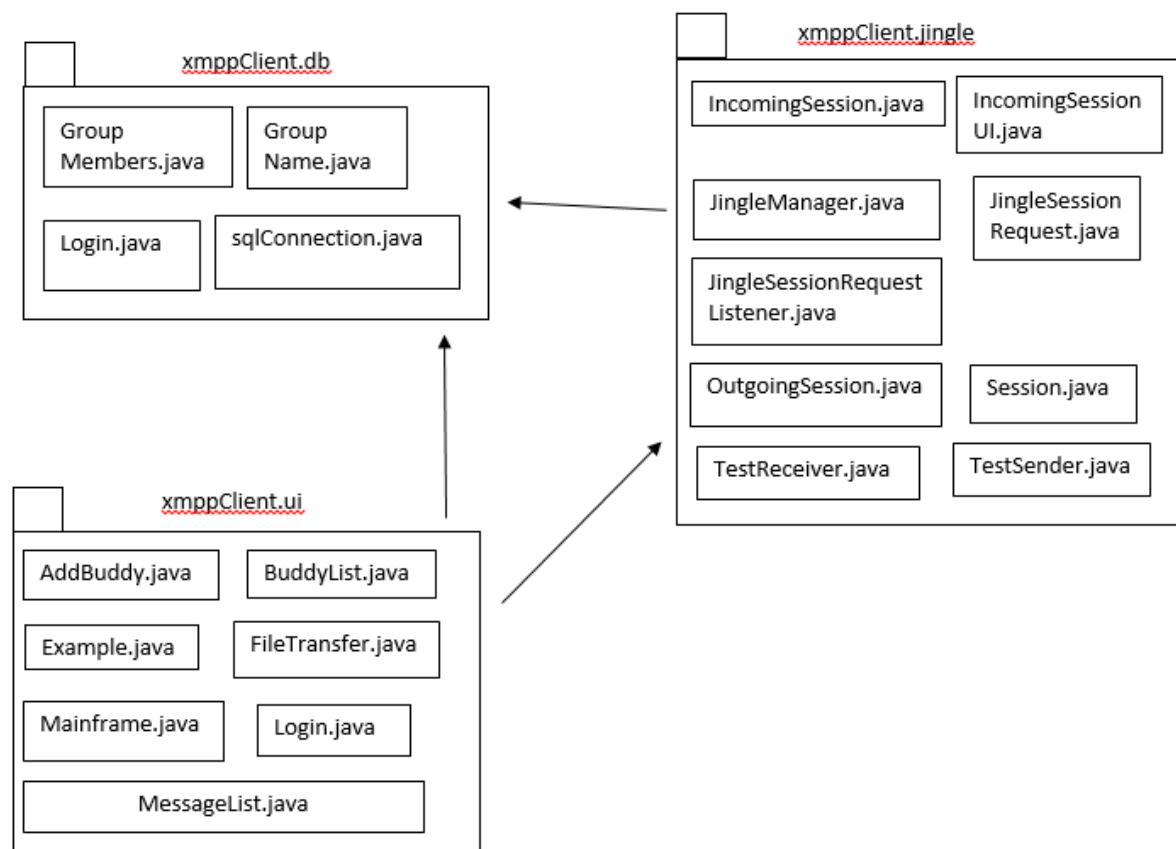 xmppClient.db
Group
Members.java
Group
Name.java
Login.java
sqlConnection.java
xmppClient.jingle
IncomingSession.java
IncomingSession
UI.java
JingleManager.java
JingleSession
Request.java
JingleSessionRequest
Listener.java
OutgoingSession.java
Session.java
TestReceiver.java
TestSender.java
xmppClient.ui
AddBuddy.java
BuddyList.java
Example.java
FileTransfer.java
Mainframe.java
Login.java
MessageList.java